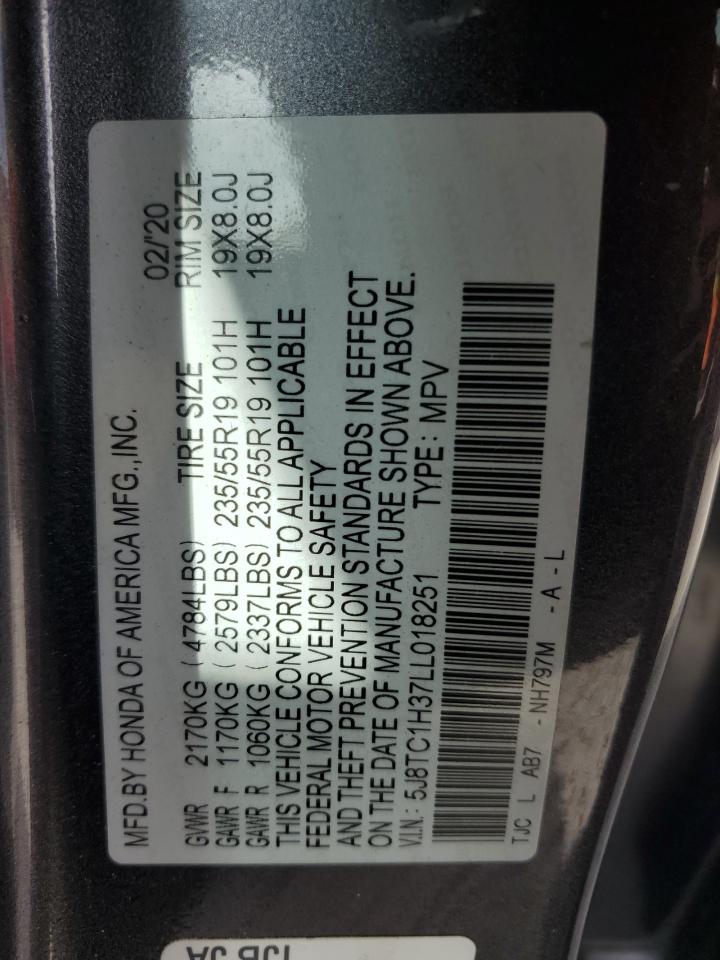 MFD.BY HONDA OF AMERICA MFG.,INC.
02/'20
GVWR 2170KG (4784LBS) TIRE SIZE RIM SIZE
GAWR F 1170KG (2579LBS) 235/55R19 101H 19X8.0J
GAWR R 1060KG (2337LBS) 235/55R19 101H 19X8.0J
THIS VEHICLE CONFORMS TO ALL APPLICABLE
FEDERAL MOTOR VEHICLE SAFETY
AND THEFT PREVENTION STANDARDS IN EFFECT
ON THE DATE OF MANUFACTURE SHOWN ABOVE.
V.I.N.: 5J8TC1H37LL018251 TYPE: MPV
TJC L AB7 -NH797M -A-L